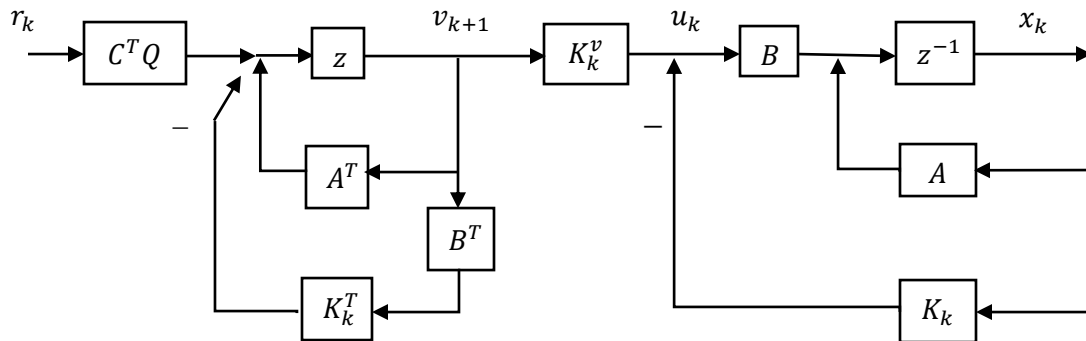 r_k v_{k+1} u_k x_k
C^T Q z K_k^v B z^{-1}
− −
A^T A
B^T
K_k^T K_k